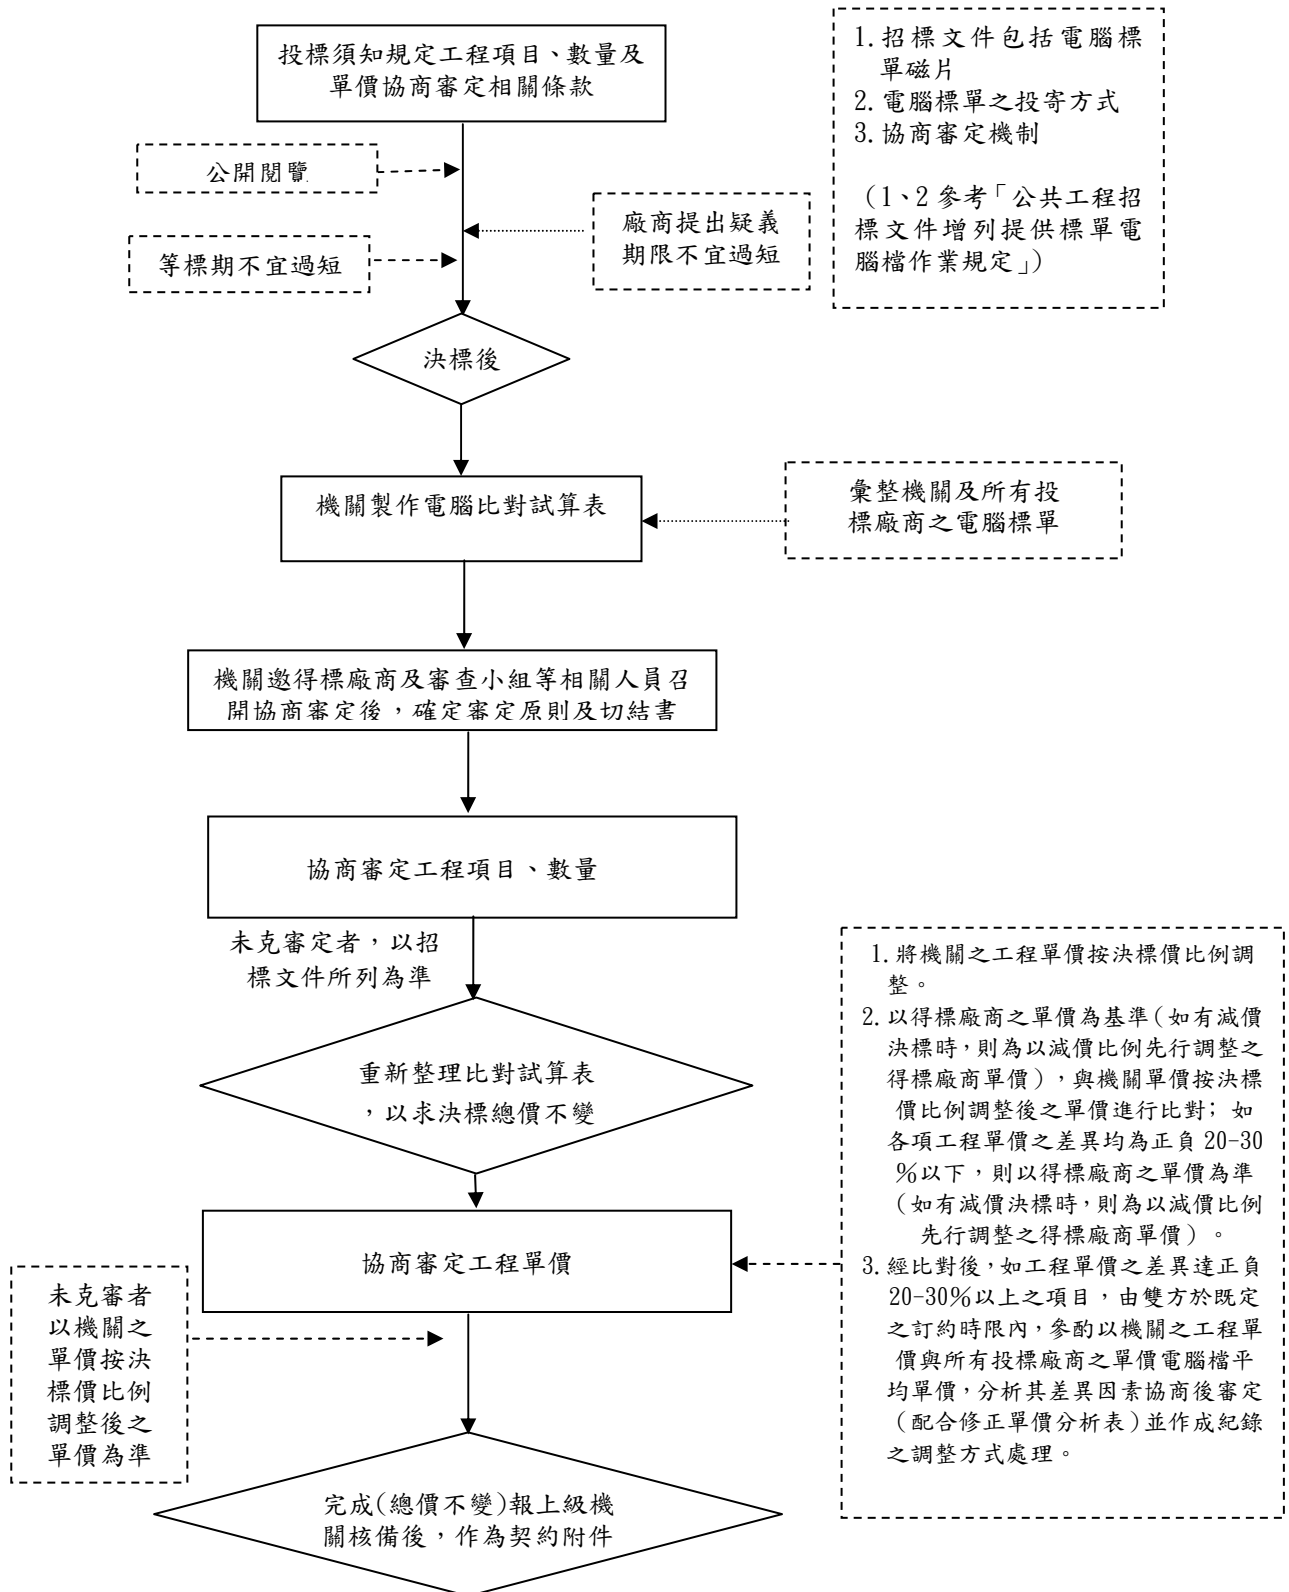 投標須知規定工程項目、數量及
單價協商審定相關條款
1.招標文件包括電腦標
單磁片
2.電腦標單之投寄方式
3.協商審定機制
（1、2 參考「公共工程招
標文件增列提供標單電
腦檔作業規定」）
公開閱覽
廠商提出疑義
期限不宜過短
等標期不宜過短
決標後
機關製作電腦比對試算表
彙整機關及所有投
標廠商之電腦標單
機關邀得標廠商及審查小組等相關人員召
開協商審定後，確定審定原則及切結書
協商審定工程項目、數量
未克審定者，以招
標文件所列為準
重新整理比對試算表
，以求決標總價不變
協商審定工程單價
1.將機關之工程單價按決標價比例調
整。
2.以得標廠商之單價為基準(如有減價
決標時，則為以減價比例先行調整之
得標廠商單價)，與機關單價按決標
價比例調整後之單價進行比對；如
各項工程單價之差異均為正負 20-30
％以下，則以得標廠商之單價為準
(如有減價決標時，則為以減價比例
先行調整之得標廠商單價)。
3.經比對後，如工程單價之差異達正負
20-30％以上之項目，由雙方於既定
之訂約時限內，參酌以機關之工程單
價與所有投標廠商之單價電腦檔平
均單價，分析其差異因素協商後審定
(配合修正單價分析表)並作成紀錄
之調整方式處理。
未克審者
以機關之
單價按決
標價比例
調整後之
單價為準
完成(總價不變)報上級機
關核備後，作為契約附件